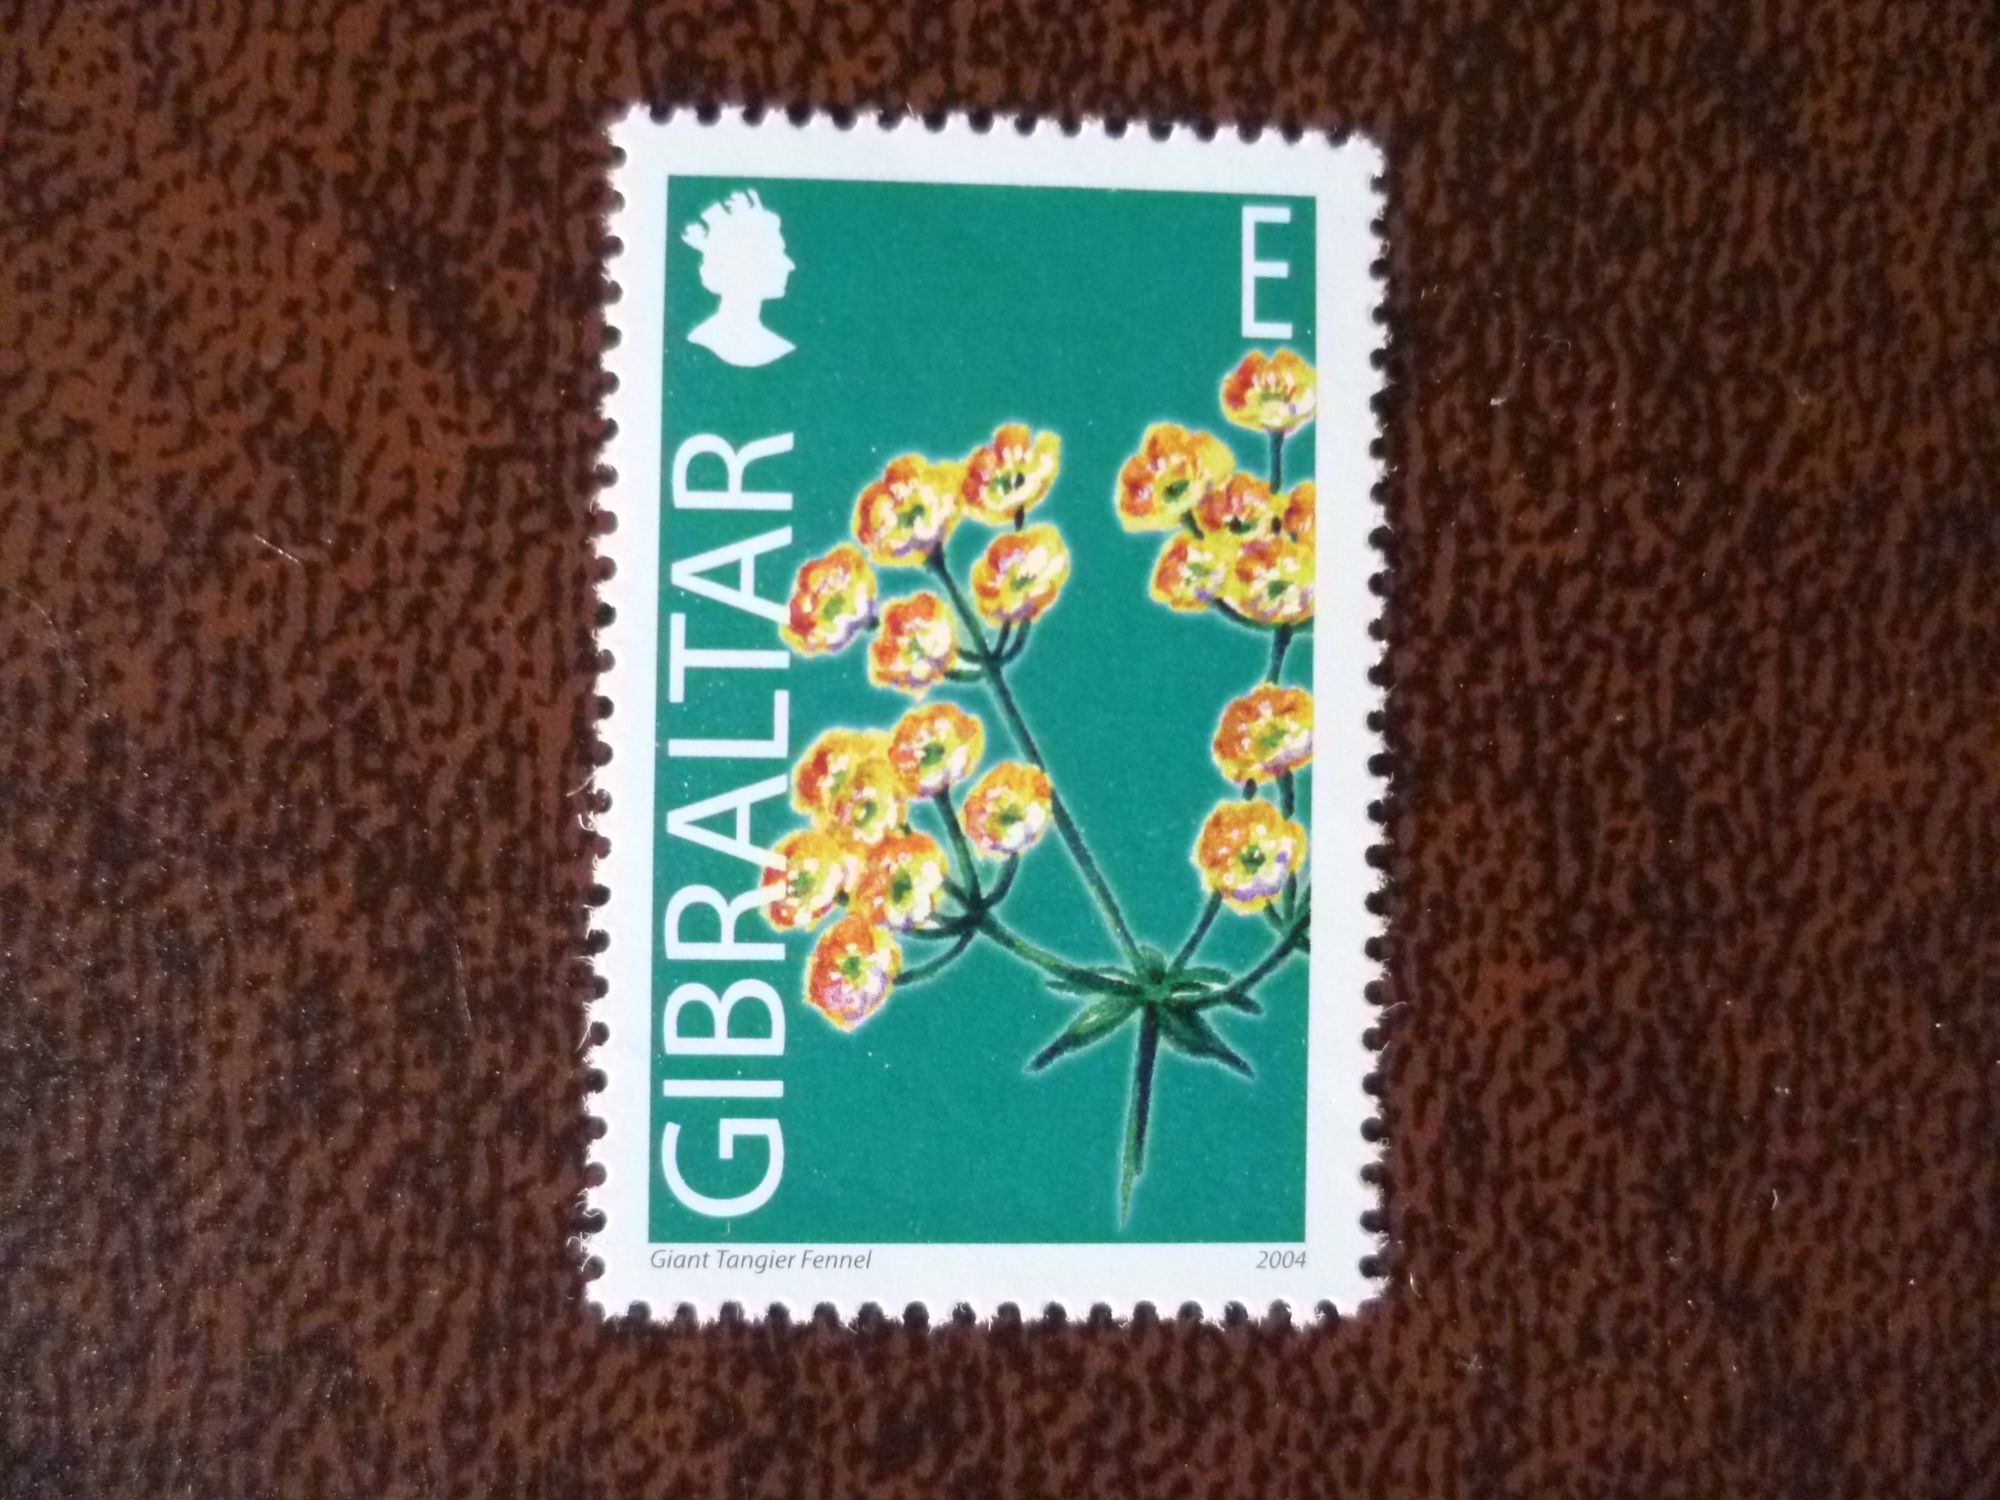 E
GIBRALTAR
Giant Tangier Fennel
2004